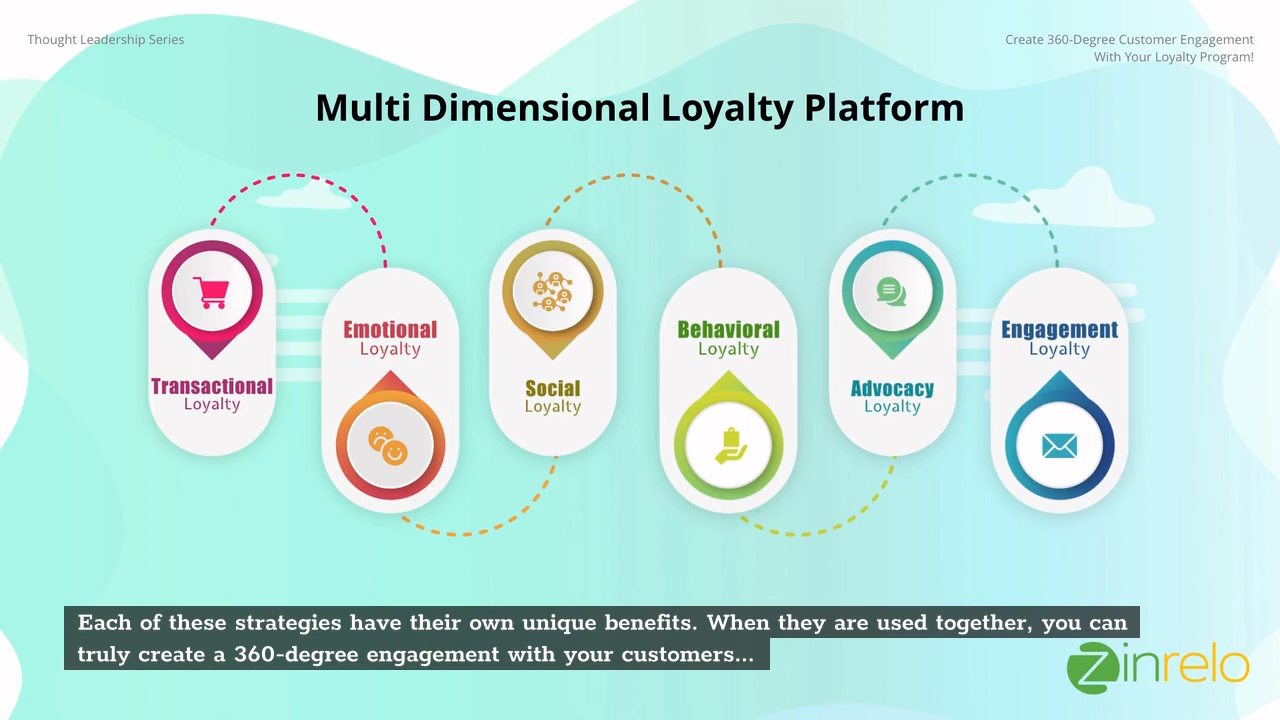 Thought Leadership Series
Create 360-Degree Customer Engagement
With Your Loyalty Program!
Multi Dimensional Loyalty Platform
Transactional
Loyalty
Emotional
Loyalty
Social
Loyalty
Behavioral
Loyalty
Advocacy
Loyalty
Engagement
Loyalty
Each of these strategies have their own unique benefits. When they are used together, you can
truly create a 360-degree engagement with your customers...
zinrelo